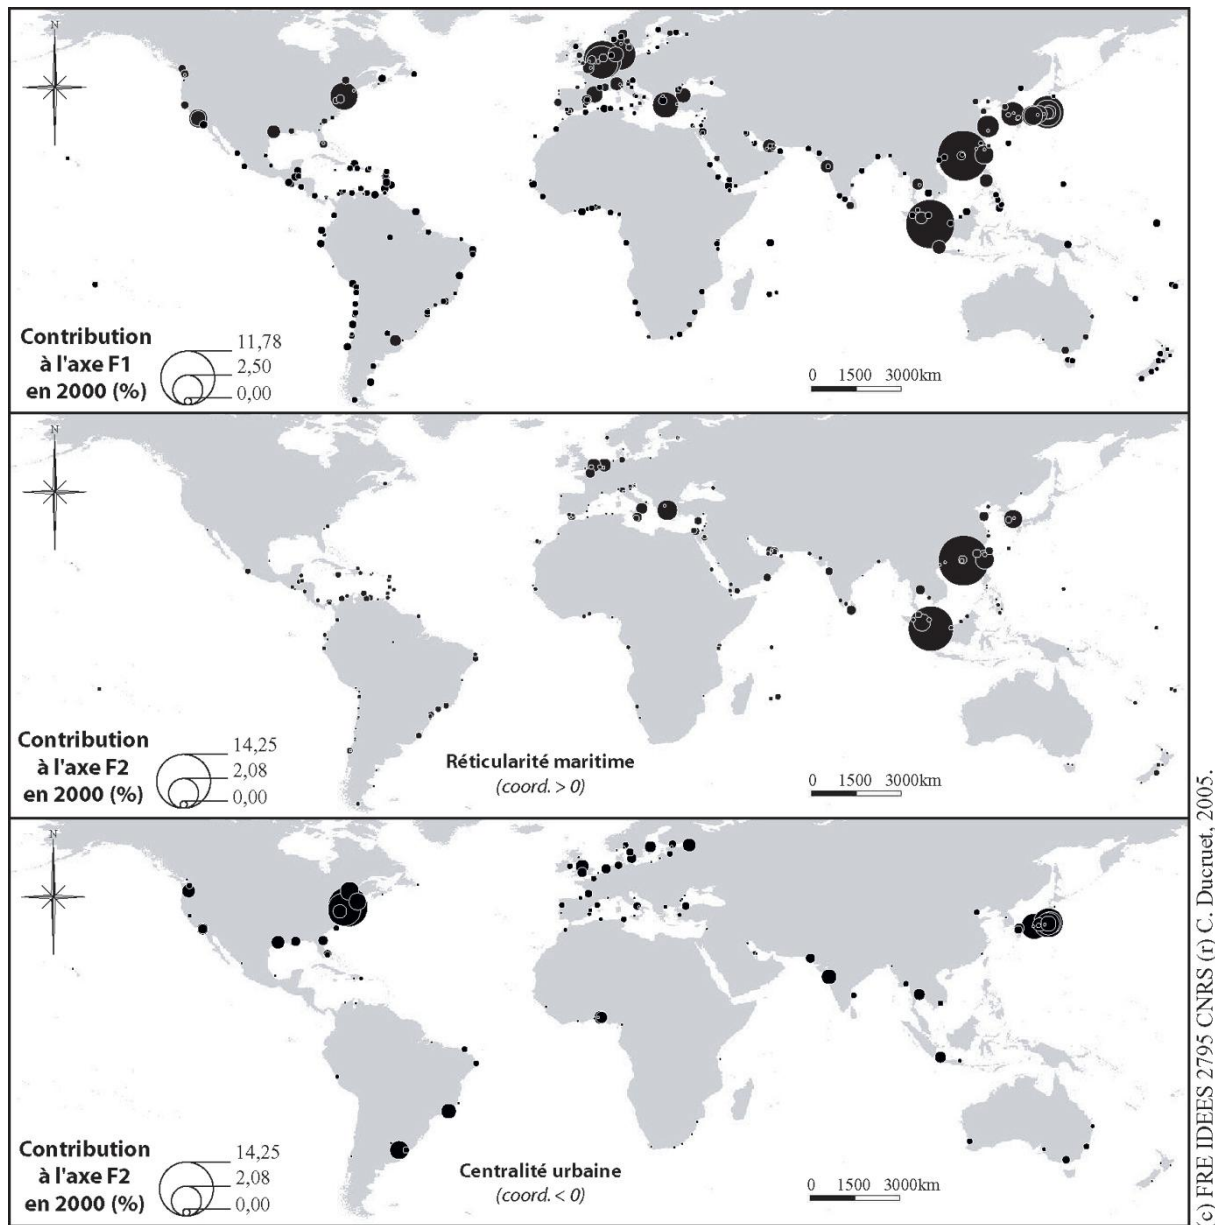 N
Contribution
à l'axe F1
en 2000 (%)
11,78
2,50
0,00
0 1500 3000km
N
Contribution
à l'axe F2
en 2000 (%)
14,25
2,08
0,00
Réticularité maritime
(coord. > 0)
0 1500 3000km
N
Contribution
à l'axe F2
en 2000 (%)
14,25
2,08
0,00
Centralité urbaine
(coord. < 0)
0 1500 3000km
(c) FRE IDEES 2795 CNRS (r) C. Ducruet, 2005.